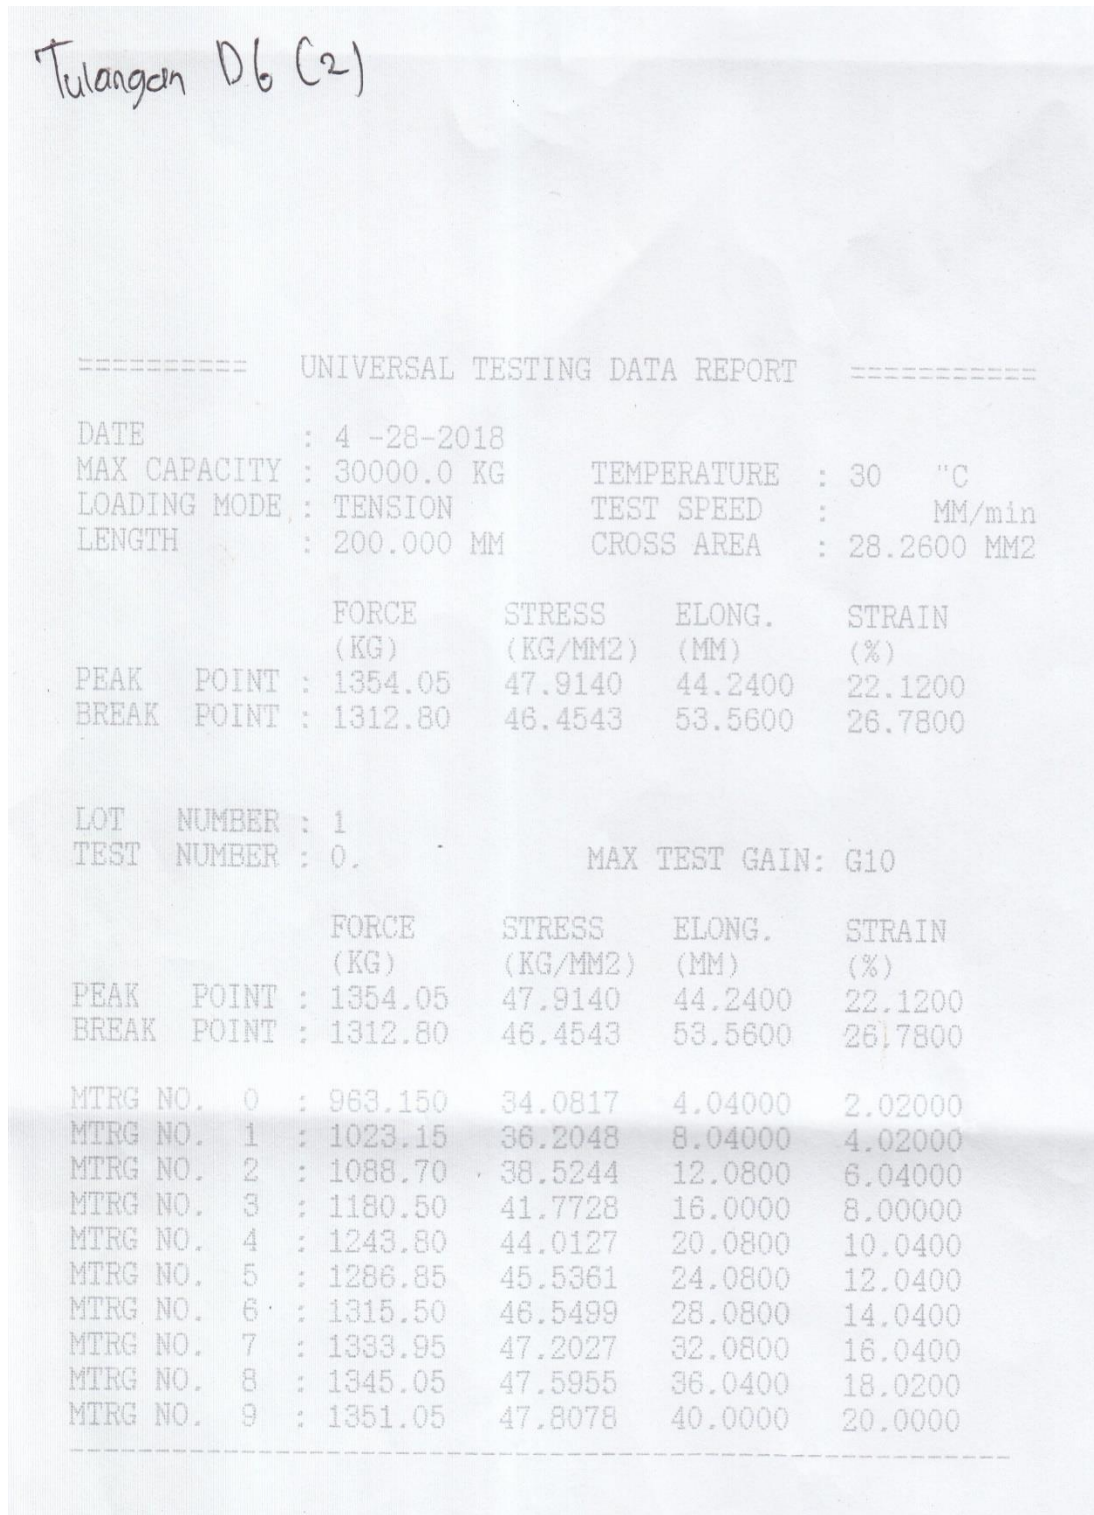 Tulangan D6 (2)
========== UNIVERSAL TESTING DATA REPORT ===========
DATE : 4 -28-2018
MAX CAPACITY : 30000.0 KG TEMPERATURE : 30 "C
LOADING MODE : TENSION TEST SPEED : MM/min
LENGTH : 200.000 MM CROSS AREA : 28.2600 MM2
FORCE STRESS ELONG. STRAIN
(KG) (KG/MM2) (MM) (%)
PEAK POINT : 1354.05 47.9140 44.2400 22.1200
BREAK POINT : 1312.80 46.4543 53.5600 26.7800
LOT NUMBER : 1
TEST NUMBER : 0. MAX TEST GAIN: G10
FORCE STRESS ELONG. STRAIN
(KG) (KG/MM2) (MM) (%)
PEAK POINT : 1354.05 47.9140 44.2400 22.1200
BREAK POINT : 1312.80 46.4543 53.5600 26.7800
MTRG NO. 0 : 963.150 34.0817 4.04000 2.02000
MTRG NO. 1 : 1023.15 36.2048 8.04000 4.02000
MTRG NO. 2 : 1088.70 38.5244 12.0800 6.04000
MTRG NO. 3 : 1180.50 41.7728 16.0000 8.00000
MTRG NO. 4 : 1243.80 44.0127 20.0800 10.0400
MTRG NO. 5 : 1286.85 45.5361 24.0800 12.0400
MTRG NO. 6 : 1315.50 46.5499 28.0800 14.0400
MTRG NO. 7 : 1333.95 47.2027 32.0800 16.0400
MTRG NO. 8 : 1345.05 47.5955 36.0400 18.0200
MTRG NO. 9 : 1351.05 47.8078 40.0000 20.0000